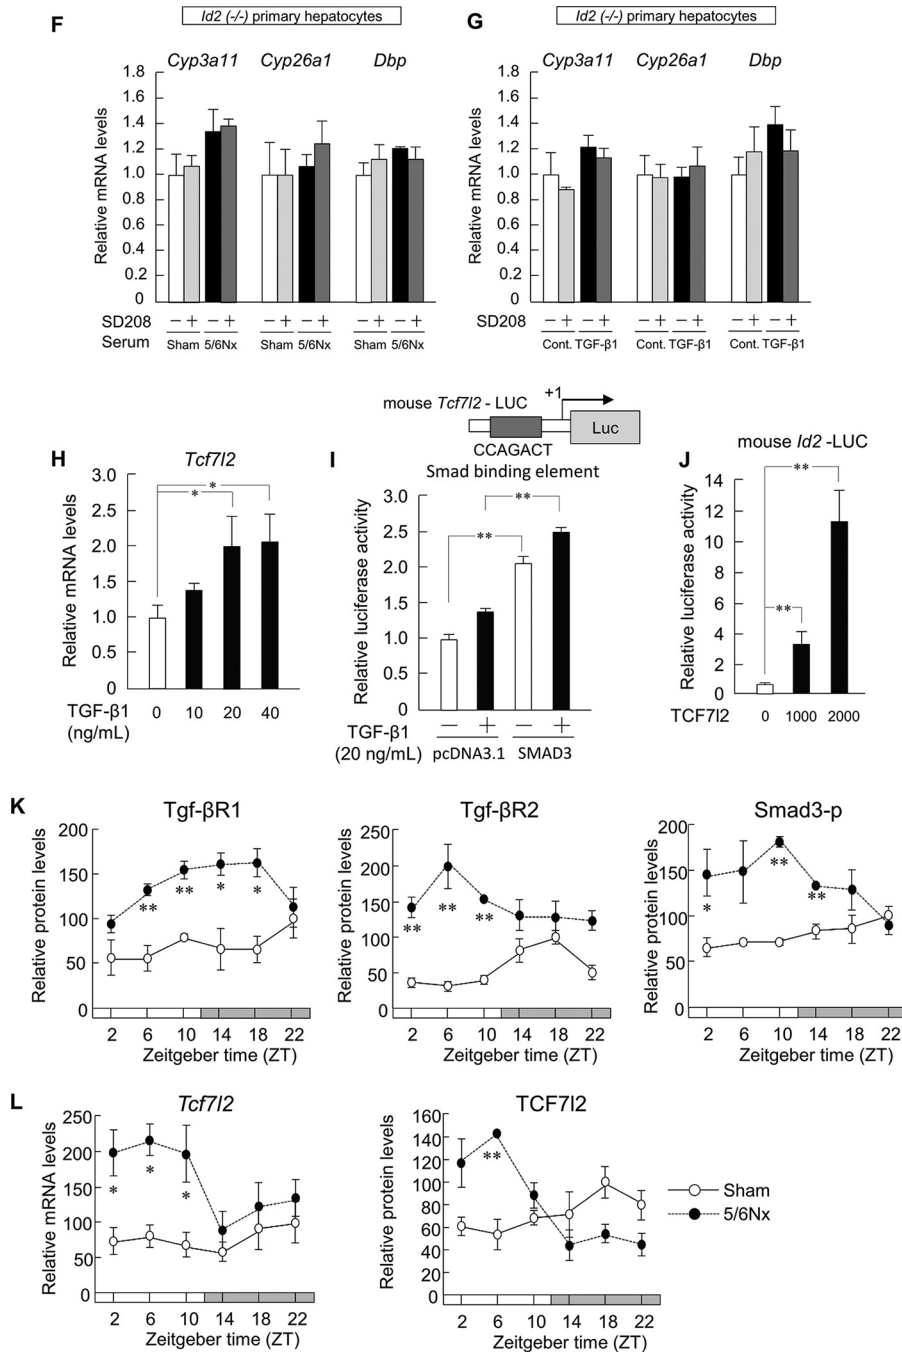 F
Id2 (-/-) primary hepatocytes
Cyp3a11 Cyp26a1 Dbp
Relative mRNA levels
1.8
1.6
1.4
1.2
1.0
0.8
0.6
0.4
0.2
0
SD208 − + − + − + − + − + − +
Serum Sham 5/6Nx Sham 5/6Nx Sham 5/6Nx
G
Id2 (-/-) primary hepatocytes
Cyp3a11 Cyp26a1 Dbp
Relative mRNA levels
1.8
1.6
1.4
1.2
1.0
0.8
0.6
0.4
0.2
0
SD208 − + − + − + − + − + − +
Cont. TGF-β1 Cont. TGF-β1 Cont. TGF-β1
H
Tcf7l2
Relative mRNA levels
3.0
2.5
2.0
1.5
1.0
0.5
0
*
*
TGF-β1 0 10 20 40
(ng/mL)
I
mouse Tcf7l2 - LUC
+1
Luc
CCAGACT
Smad binding element
Relative luciferase activity
3.0
2.5
2.0
1.5
1.0
0.5
0
**
**
− + − +
TGF-β1
(20 ng/mL) pcDNA3.1 SMAD3
J
mouse Id2 -LUC
Relative luciferase activity
14
12
10
8
6
4
2
0
**
**
TCF7l2 0 1000 2000
K
Tgf-βR1
Relative protein levels
200
150
100
50
0
** ** * *
2 6 10 14 18 22
Zeitgeber time (ZT)
Tgf-βR2
Relative protein levels
250
200
150
100
50
0
** ** **
2 6 10 14 18 22
Zeitgeber time (ZT)
Smad3-p
Relative protein levels
200
150
100
50
0
* ** **
2 6 10 14 18 22
Zeitgeber time (ZT)
L
Tcf7l2
Relative mRNA levels
250
200
150
100
50
0
* * *
2 6 10 14 18 22
Zeitgeber time (ZT)
TCF7l2
Relative protein levels
160
140
120
100
80
60
40
20
0
**
2 6 10 14 18 22
Zeitgeber time (ZT)
Sham
5/6Nx